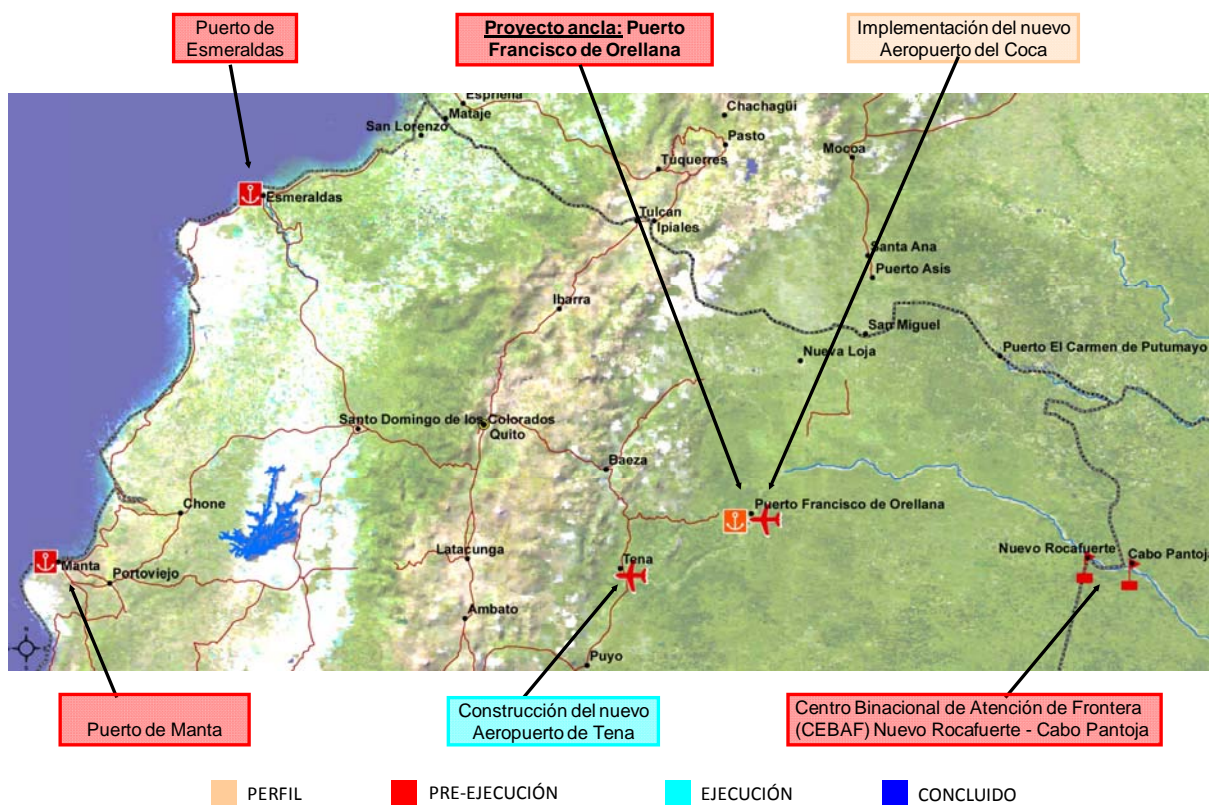 Puerto de
Esmeraldas
Proyecto ancla: Puerto
Francisco de Orellana
Implementación del nuevo
Aeropuerto del Coca
Chachagüi
Mataje
San Lorenzo
Pasto
Tuquerres
Mocoa
Esmeraldas
Tulcán
Ipiales
Santa Ana
Puerto Asis
Ibarra
San Miguel
Nueva Loja
Puerto El Carmen de Putumayo
Santo Domingo de los Colorados
Quito
Baeza
Chone
Puerto Francisco de Orellana
Latacunga
Tena
Nuevo Rocafuerte
Cabo Pantoja
Manta
Portoviejo
Ambato
Puyo
Puerto de Manta
Construcción del nuevo
Aeropuerto de Tena
Centro Binacional de Atención de Frontera
(CEBAF) Nuevo Rocafuerte - Cabo Pantoja
PERFIL
PRE-EJECUCIÓN
EJECUCIÓN
CONCLUIDO